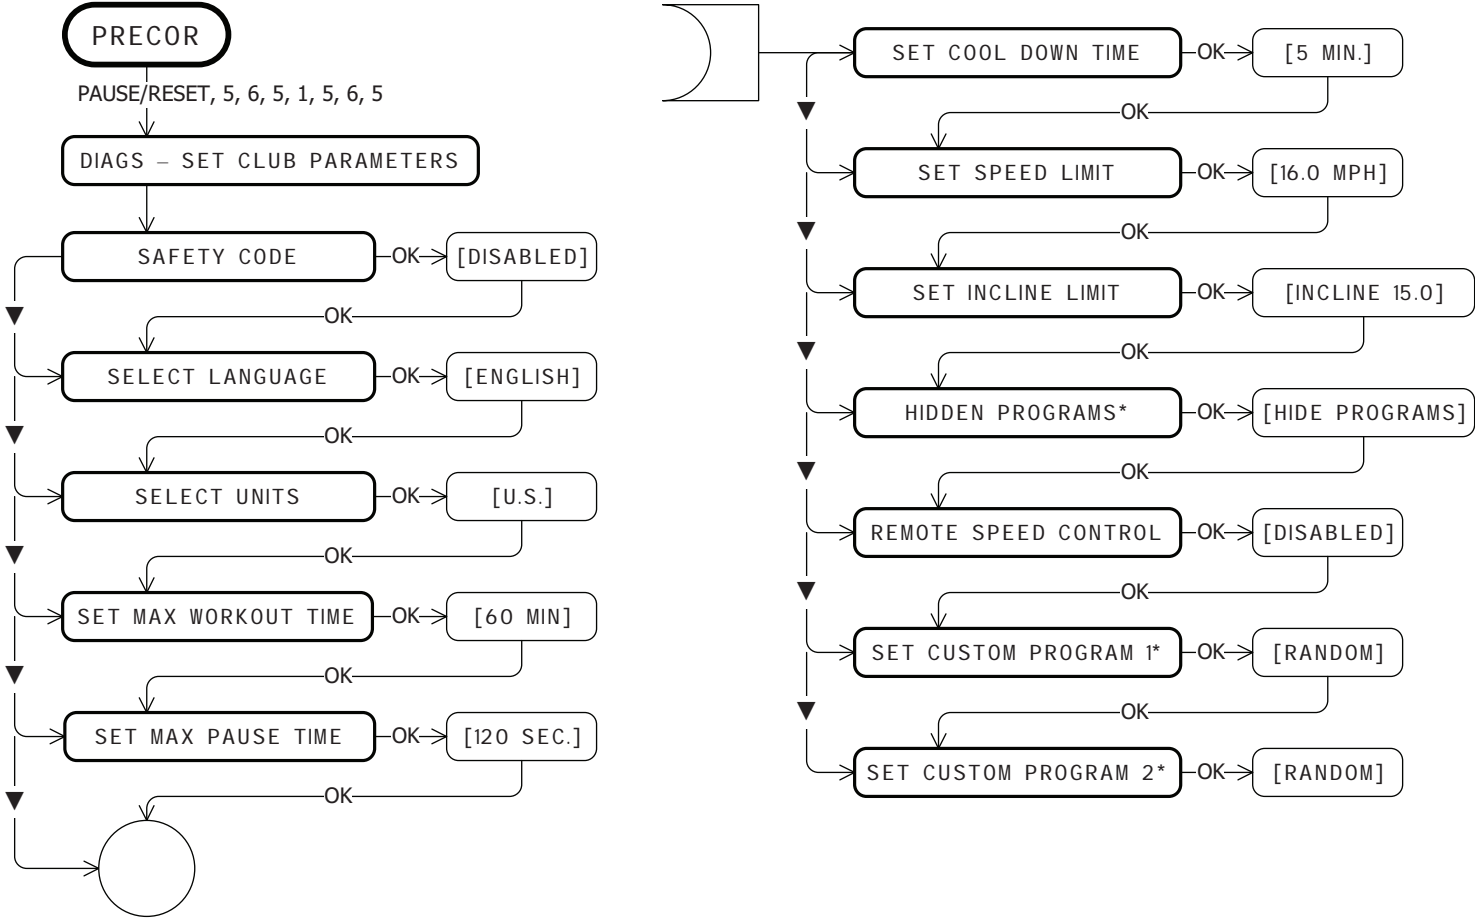 PRECOR
PAUSE/RESET, 5, 6, 5, 1, 5, 6, 5
DIAGS – SET CLUB PARAMETERS
SAFETY CODE
OK
[DISABLED]
OK
SELECT LANGUAGE
OK
[ENGLISH]
OK
SELECT UNITS
OK
[U.S.]
OK
SET MAX WORKOUT TIME
OK
[60 MIN]
OK
SET MAX PAUSE TIME
OK
[120 SEC.]
OK
SET COOL DOWN TIME
OK
[5 MIN.]
OK
SET SPEED LIMIT
OK
[16.0 MPH]
OK
SET INCLINE LIMIT
OK
[INCLINE 15.0]
OK
HIDDEN PROGRAMS*
OK
[HIDE PROGRAMS]
OK
REMOTE SPEED CONTROL
OK
[DISABLED]
OK
SET CUSTOM PROGRAM 1*
OK
[RANDOM]
OK
SET CUSTOM PROGRAM 2*
OK
[RANDOM]